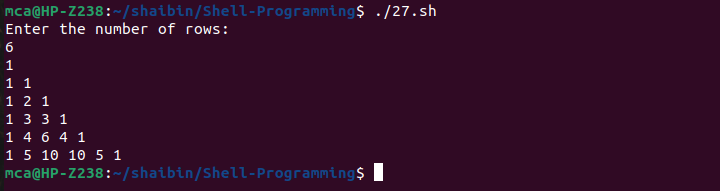 mca@HP-Z238:~/shaibin/Shell-Programming$ ./27.sh
Enter the number of rows:
6
1
1 1
1 2 1
1 3 3 1
1 4 6 4 1
1 5 10 10 5 1
mca@HP-Z238:~/shaibin/Shell-Programming$